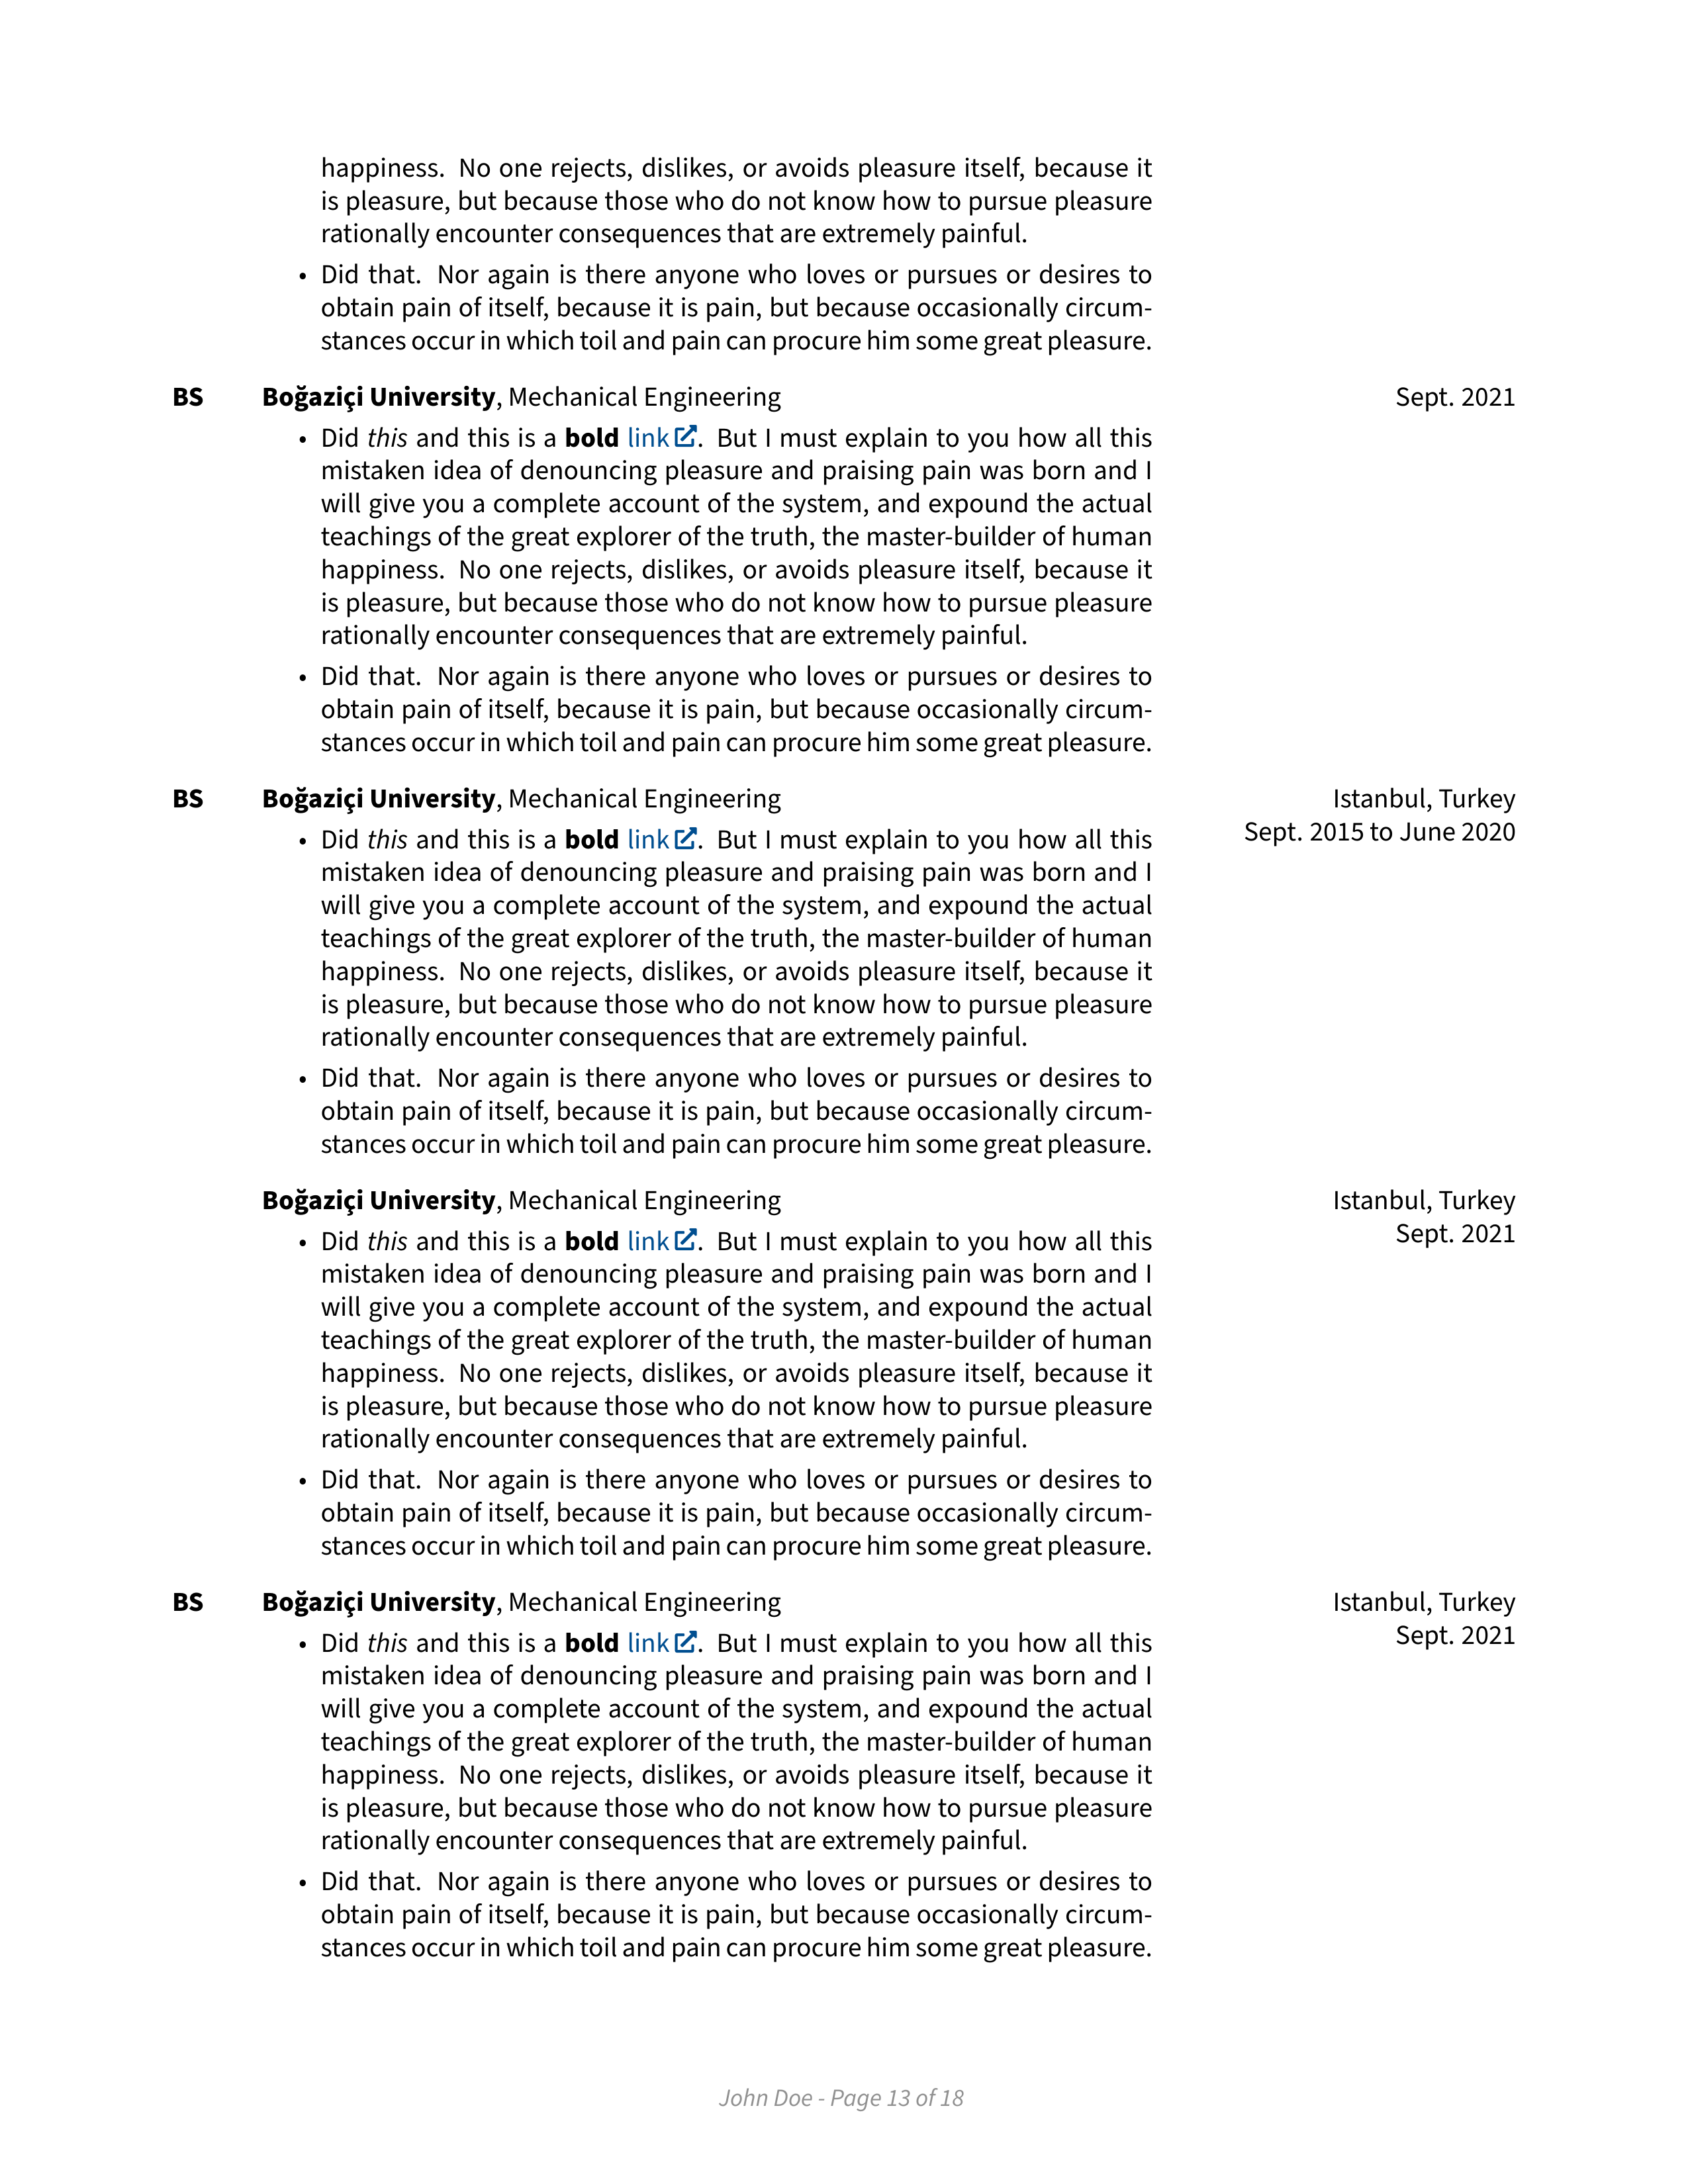 happiness. No one rejects, dislikes, or avoids pleasure itself, because it
is pleasure, but because those who do not know how to pursue pleasure
rationally encounter consequences that are extremely painful.
• Did that. Nor again is there anyone who loves or pursues or desires to
obtain pain of itself, because it is pain, but because occasionally circum-
stances occur in which toil and pain can procure him some great pleasure.
BS Boğaziçi University, Mechanical Engineering Sept. 2021
• Did this and this is a bold link. But I must explain to you how all this
mistaken idea of denouncing pleasure and praising pain was born and I
will give you a complete account of the system, and expound the actual
teachings of the great explorer of the truth, the master-builder of human
happiness. No one rejects, dislikes, or avoids pleasure itself, because it
is pleasure, but because those who do not know how to pursue pleasure
rationally encounter consequences that are extremely painful.
• Did that. Nor again is there anyone who loves or pursues or desires to
obtain pain of itself, because it is pain, but because occasionally circum-
stances occur in which toil and pain can procure him some great pleasure.
BS Boğaziçi University, Mechanical Engineering Istanbul, Turkey
Sept. 2015 to June 2020
• Did this and this is a bold link. But I must explain to you how all this
mistaken idea of denouncing pleasure and praising pain was born and I
will give you a complete account of the system, and expound the actual
teachings of the great explorer of the truth, the master-builder of human
happiness. No one rejects, dislikes, or avoids pleasure itself, because it
is pleasure, but because those who do not know how to pursue pleasure
rationally encounter consequences that are extremely painful.
• Did that. Nor again is there anyone who loves or pursues or desires to
obtain pain of itself, because it is pain, but because occasionally circum-
stances occur in which toil and pain can procure him some great pleasure.
Boğaziçi University, Mechanical Engineering Istanbul, Turkey
Sept. 2021
• Did this and this is a bold link. But I must explain to you how all this
mistaken idea of denouncing pleasure and praising pain was born and I
will give you a complete account of the system, and expound the actual
teachings of the great explorer of the truth, the master-builder of human
happiness. No one rejects, dislikes, or avoids pleasure itself, because it
is pleasure, but because those who do not know how to pursue pleasure
rationally encounter consequences that are extremely painful.
• Did that. Nor again is there anyone who loves or pursues or desires to
obtain pain of itself, because it is pain, but because occasionally circum-
stances occur in which toil and pain can procure him some great pleasure.
BS Boğaziçi University, Mechanical Engineering Istanbul, Turkey
Sept. 2021
• Did this and this is a bold link. But I must explain to you how all this
mistaken idea of denouncing pleasure and praising pain was born and I
will give you a complete account of the system, and expound the actual
teachings of the great explorer of the truth, the master-builder of human
happiness. No one rejects, dislikes, or avoids pleasure itself, because it
is pleasure, but because those who do not know how to pursue pleasure
rationally encounter consequences that are extremely painful.
• Did that. Nor again is there anyone who loves or pursues or desires to
obtain pain of itself, because it is pain, but because occasionally circum-
stances occur in which toil and pain can procure him some great pleasure.
John Doe - Page 13 of 18